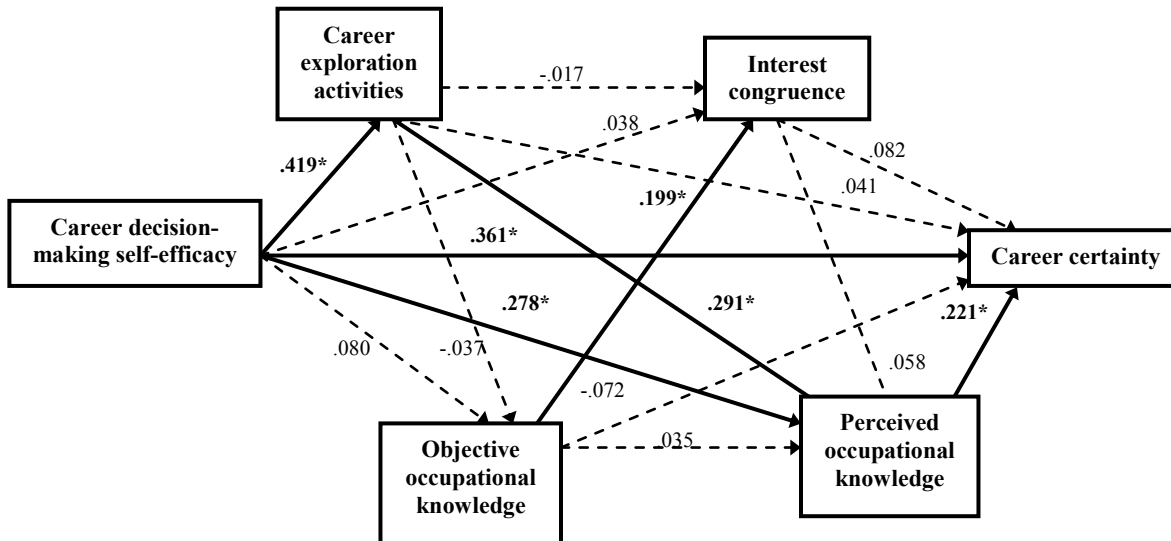 Career
exploration
activities
Interest
congruence
-.017
.038
.082
.419*
.199*
.041
Career decision-
making self-efficacy
.361*
Career certainty
.278*
.291*
.221*
.080
-.037
-.072
.058
.035
Objective
occupational
knowledge
Perceived
occupational
knowledge